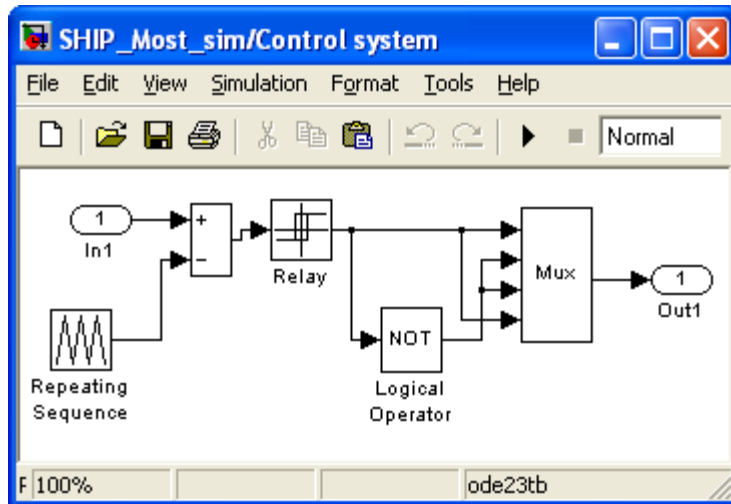 SHIP_Most_sim/Control system
File Edit View Simulation Format Tools Help
Normal
1
In1
+
−
Relay
Repeating
Sequence
NOT
Logical
Operator
Mux
1
Out1
F 100% ode23tb